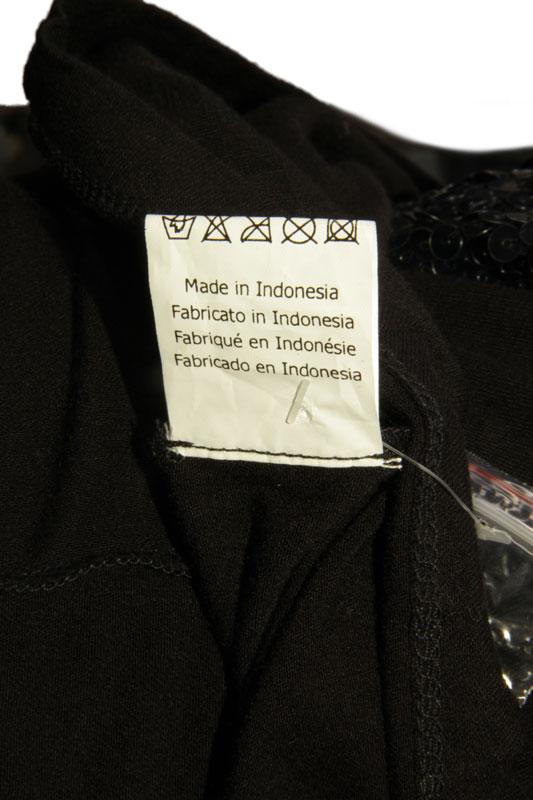 Made in Indonesia
Fabricato in Indonesia
Fabriqué en Indonésie
Fabricado en Indonesia